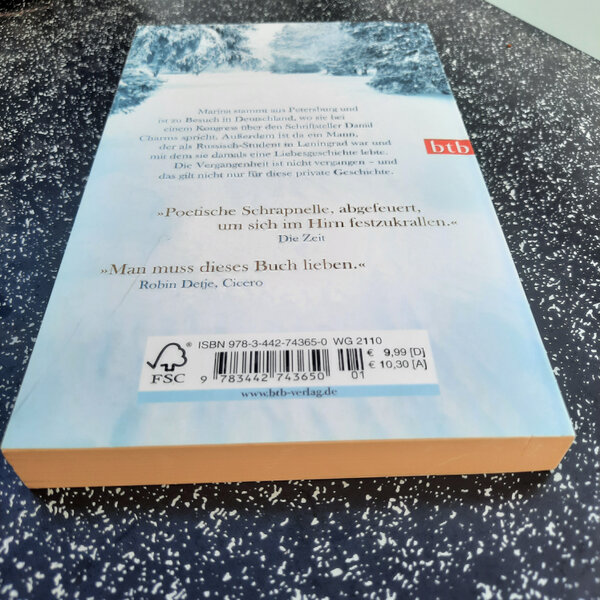 Marina stammt aus Petersburg und
ist zu Besuch in Deutschland, wo sie bei
einem Kongress über den Schriftsteller Daniil
Charms spricht. Außerdem ist da ein Mann,
der als Russisch-Student in Leningrad war und
mit dem sie damals eine Liebesgeschichte lebte.
Die Vergangenheit ist nicht vergangen – und
das gilt nicht nur für diese private Geschichte.
btb
»Poetische Schrapnelle, abgefeuert,
um sich im Hirn festzukrallen.«
Die Zeit
»Man muss dieses Buch lieben.«
Robin Detje, Cicero
ISBN 978-3-442-74365-0 WG 2110
® FSC
€ 9,99 [D]
€ 10,30 [A]
9 783442 743650 01
www.btb-verlag.de